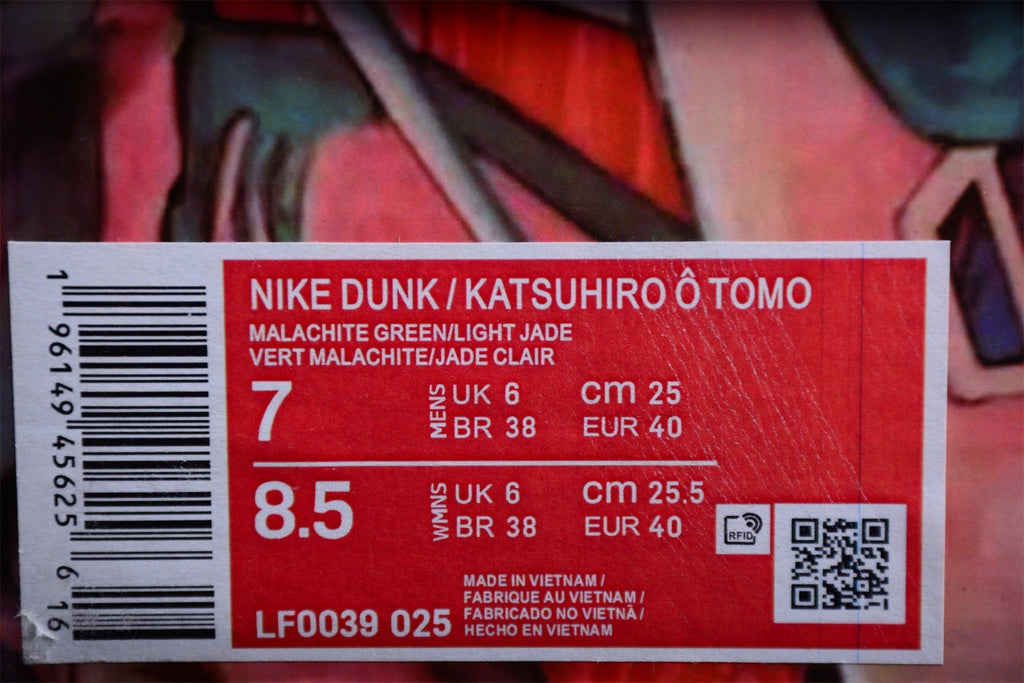 1 96149 45625 6 16
NIKE DUNK / KATSUHIRO Ô TOMO
MALACHITE GREEN/LIGHT JADE
VERT MALACHITE/JADE CLAIR
7 MENS UK 6 cm 25
BR 38 EUR 40
8.5 WMNS UK 6 cm 25.5
BR 38 EUR 40
RFID
MADE IN VIETNAM /
FABRIQUE AU VIETNAM /
FABRICADO NO VIETNÃ /
HECHO EN VIETNAM
LF0039 025